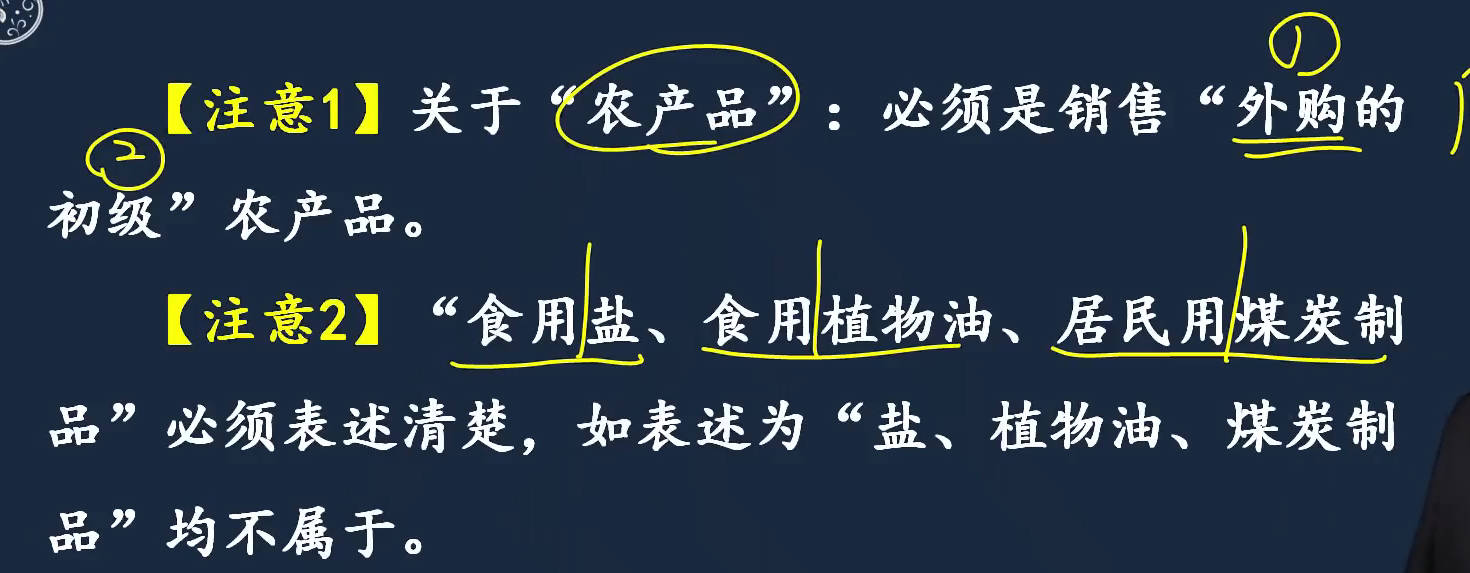 ①
【注意1】关于“农产品”：必须是销售“外购的
②
初级”农产品。
【注意2】“食用盐、食用植物油、居民用煤炭制
品”必须表述清楚，如表述为“盐、植物油、煤炭制
品”均不属于。